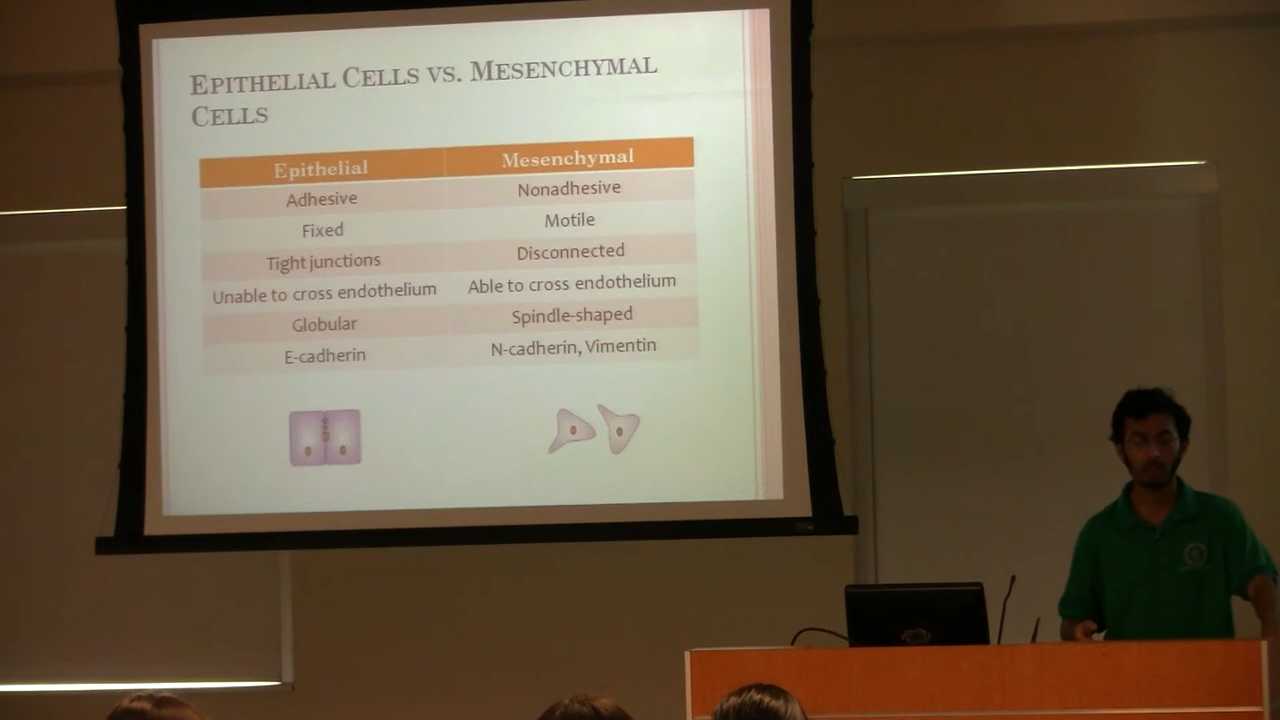 EPITHELIAL CELLS VS. MESENCHYMAL
CELLS
Epithelial Mesenchymal
Adhesive Nonadhesive
Fixed Motile
Tight junctions Disconnected
Unable to cross endothelium Able to cross endothelium
Globular Spindle-shaped
E-cadherin N-cadherin, Vimentin